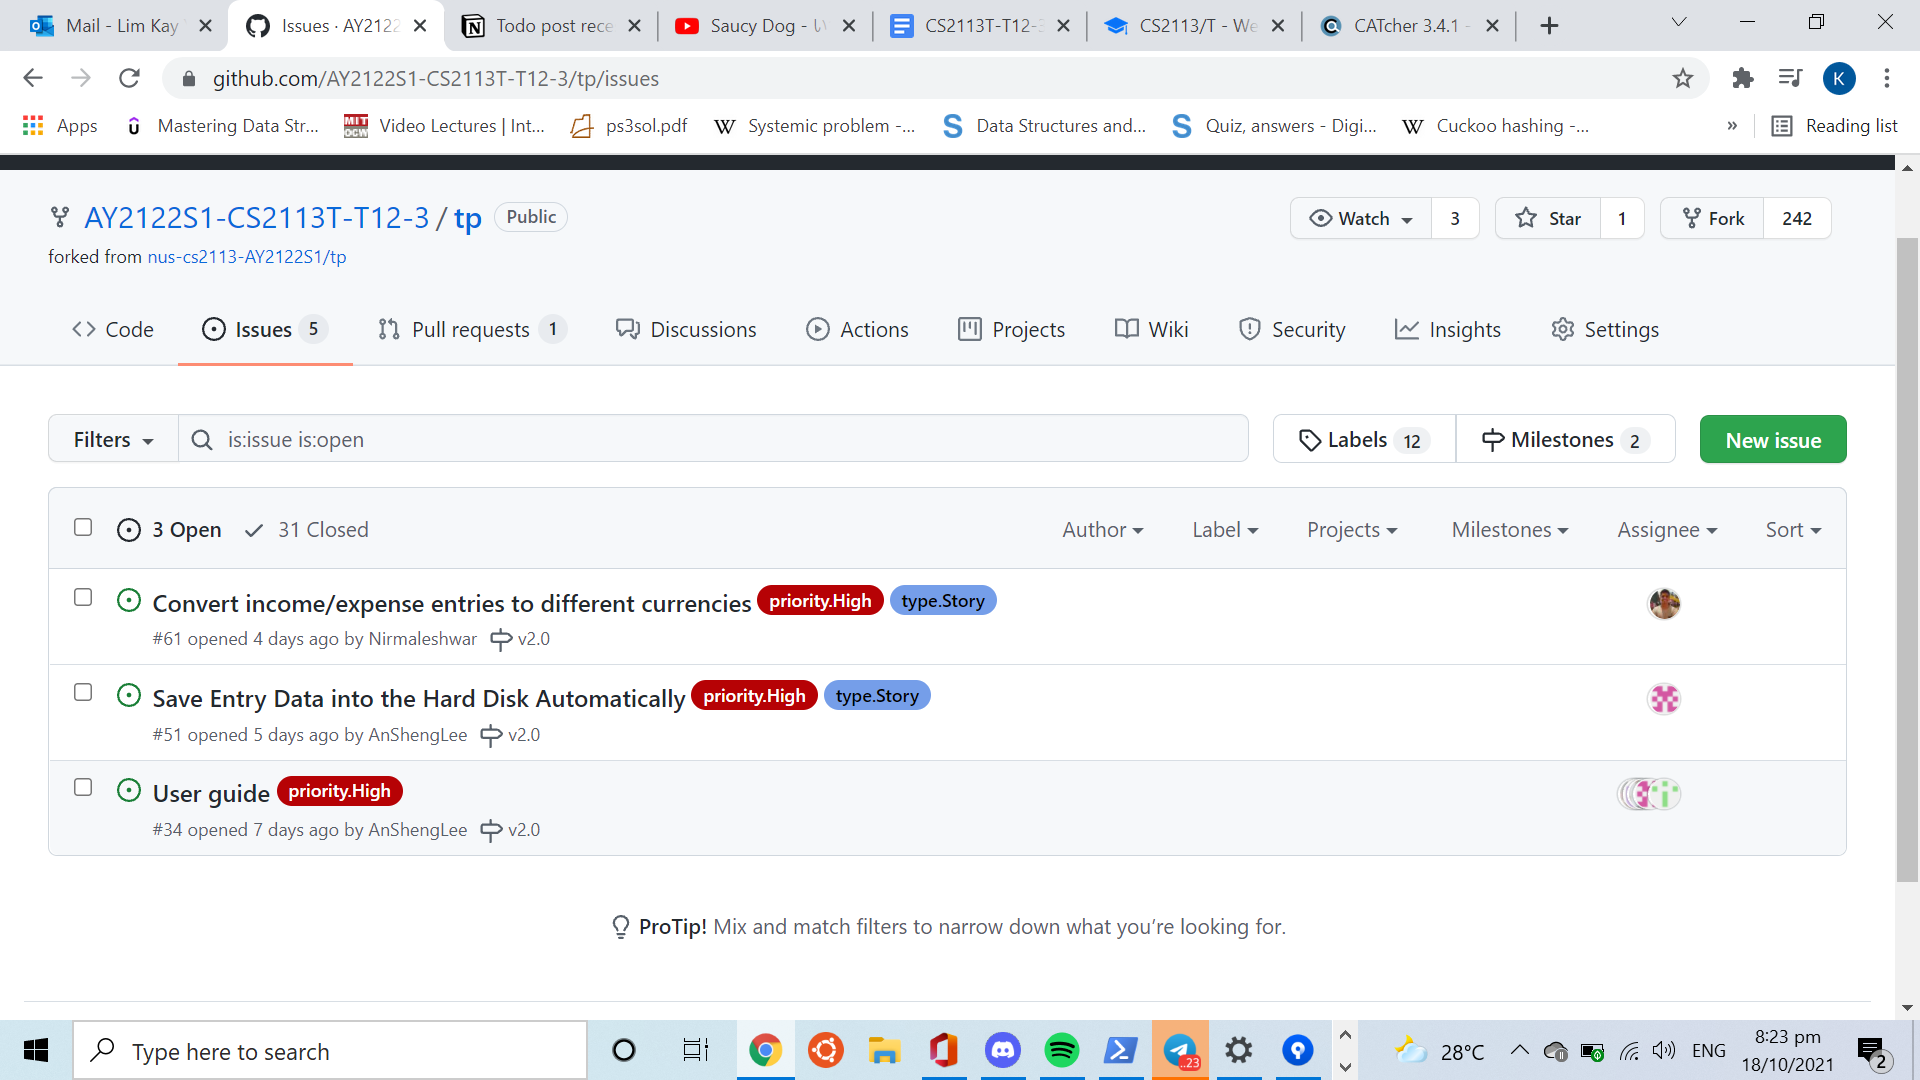 Mail - Lim Kay
Issues · AY2122
Todo post rece
Saucy Dog -
CS2113T-T12-3
CS2113/T - We
CATcher 3.4.1 -
github.com/AY2122S1-CS2113T-T12-3/tp/issues
K
Apps
Mastering Data Str...
MIT OCW
Video Lectures | Int...
ps3sol.pdf
W Systemic problem -...
S Data Structures and...
S Quiz, answers - Digi...
W Cuckoo hashing -...
»
Reading list
AY2122S1-CS2113T-T12-3 / tp Public
Watch 3
Star 1
Fork 242
forked from nus-cs2113-AY2122S1/tp
Code
Issues 5
Pull requests 1
Discussions
Actions
Projects
Wiki
Security
Insights
Settings
Filters
is:issue is:open
Labels 12
Milestones 2
New issue
3 Open
31 Closed
Author
Label
Projects
Milestones
Assignee
Sort
Convert income/expense entries to different currencies priority.High type.Story
#61 opened 4 days ago by Nirmaleshwar v2.0
Save Entry Data into the Hard Disk Automatically priority.High type.Story
#51 opened 5 days ago by AnShengLee v2.0
User guide priority.High
#34 opened 7 days ago by AnShengLee v2.0
ProTip! Mix and match filters to narrow down what you’re looking for.
Type here to search
..23
28°C
ENG
8:23 pm
18/10/2021
2